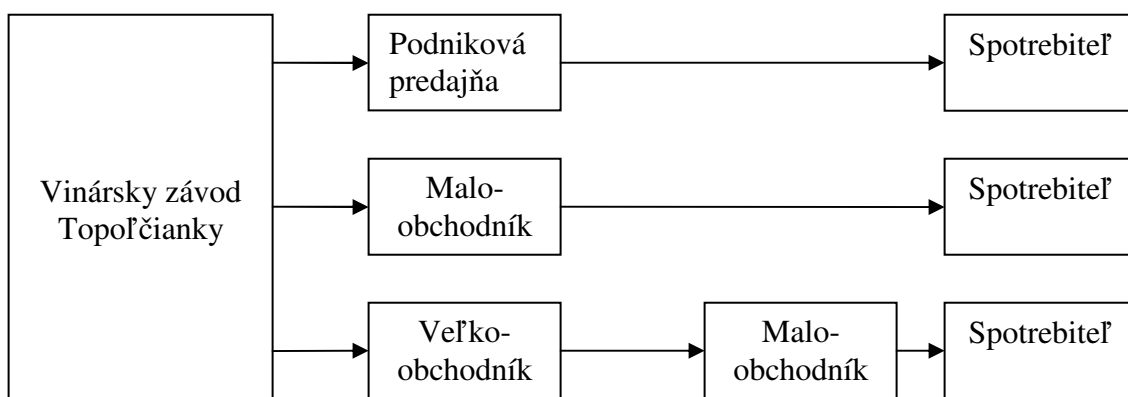 Podniková
predajňa
Spotrebiteľ
Vinársky závod
Topoľčianky
Malo-
obchodník
Spotrebiteľ
Veľko-
obchodník
Malo-
obchodník
Spotrebiteľ